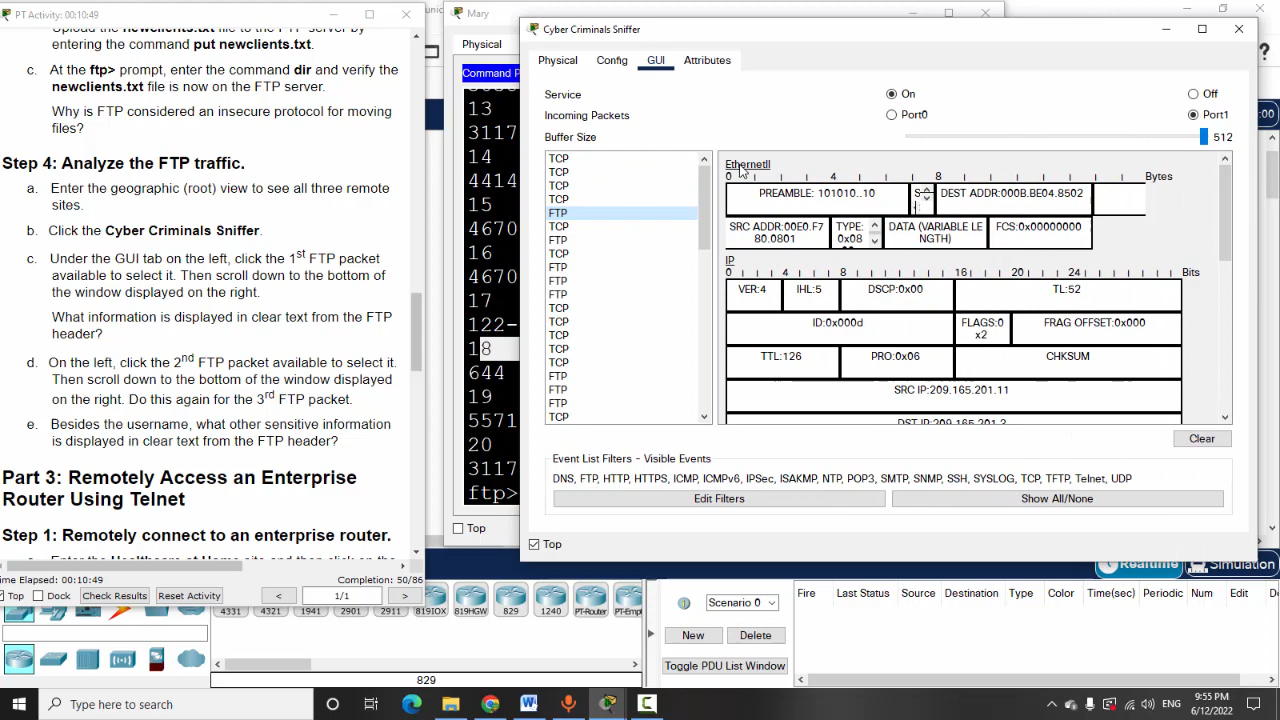 PT Activity: 00:10:49
Upload the newclients.txt file to the FTP server by
entering the command put newclients.txt.
c. At the ftp> prompt, enter the command dir and verify the
newclients.txt file is now on the FTP server.
Why is FTP considered an insecure protocol for moving
files?
Step 4: Analyze the FTP traffic.
a. Enter the geographic (root) view to see all three remote
sites.
b. Click the Cyber Criminals Sniffer.
c. Under the GUI tab on the left, click the 1st FTP packet
available to select it. Then scroll down to the bottom of
the window displayed on the right.
What information is displayed in clear text from the FTP
header?
d. On the left, click the 2nd FTP packet available to select it.
Then scroll down to the bottom of the window displayed
on the right. Do this again for the 3rd FTP packet.
e. Besides the username, what other sensitive information
is displayed in clear text from the FTP header?
Part 3: Remotely Access an Enterprise
Router Using Telnet
Step 1: Remotely connect to an enterprise router.
Time Elapsed: 00:10:49
Completion: 50/86
Top
Dock
Check Results
Reset Activity
<
1/1
>
Mary
Physical
Command P
13
3117
14
4414
15
4670
16
4670
17
122-
18
644
19
5571
20
3117
ftp>
Top
Cyber Criminals Sniffer
Physical
Config
GUI
Attributes
Service
On
Off
Incoming Packets
Port0
Port1
Buffer Size
512
TCP
TCP
TCP
TCP
FTP
TCP
FTP
TCP
FTP
FTP
FTP
TCP
TCP
TCP
TCP
FTP
FTP
FTP
FTP
TCP
EthernetII
0 4 8 Bytes
PREAMBLE: 101010..10
DEST ADDR:000B.BE04.8502
SRC ADDR:00E0.F7
80.0801
TYPE:
0x08
DATA (VARIABLE LE
NGTH)
FCS:0x00000000
IP
0 4 8 16 20 24 Bits
VER:4
IHL:5
DSCP:0x00
TL:52
ID:0x000d
FLAGS:0
x2
FRAG OFFSET:0x000
TTL:126
PRO:0x06
CHKSUM
SRC IP:209.165.201.11
DST IP:209.165.201.3
Clear
Event List Filters - Visible Events
DNS, FTP, HTTP, HTTPS, ICMP, ICMPv6, IPSec, ISAKMP, NTP, POP3, SMTP, SNMP, SSH, SYSLOG, TCP, TFTP, Telnet, UDP
Edit Filters
Show All/None
Top
Realtime
Simulation
4331
4321
1941
2901
2911
819IOX
819HGW
829
1240
PT-Router
PT-Empt
829
Scenario 0
New
Delete
Toggle PDU List Window
Fire
Last Status
Source
Destination
Type
Color
Time(sec)
Periodic
Num
Edit
Type here to search
ENG
9:55 PM
6/12/2022